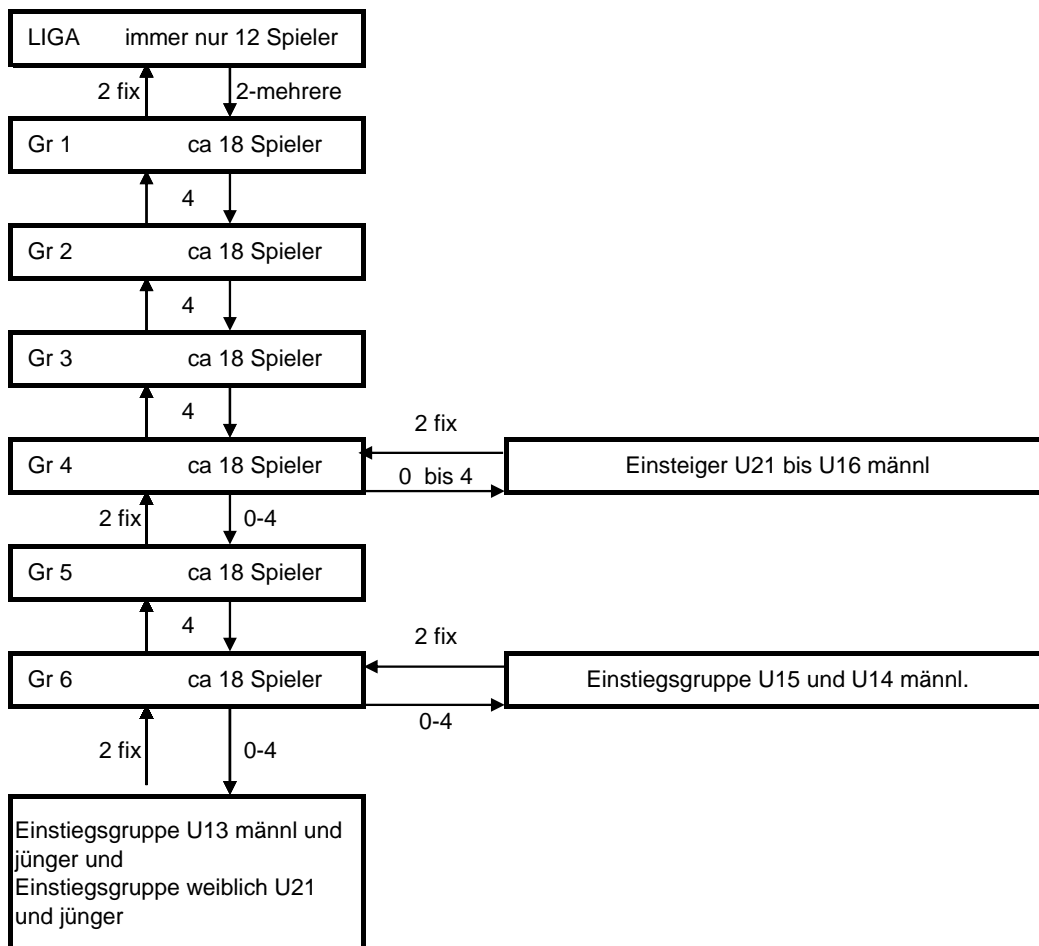 LIGA immer nur 12 Spieler
2 fix 2-mehrere
Gr 1 ca 18 Spieler
4
Gr 2 ca 18 Spieler
4
Gr 3 ca 18 Spieler
4
2 fix
Gr 4 ca 18 Spieler
Einsteiger U21 bis U16 männl
0 bis 4
2 fix 0-4
Gr 5 ca 18 Spieler
4
2 fix
Gr 6 ca 18 Spieler
Einstiegsgruppe U15 und U14 männl.
0-4
2 fix 0-4
Einstiegsgruppe U13 männl und
jünger und
Einstiegsgruppe weiblich U21
und jünger